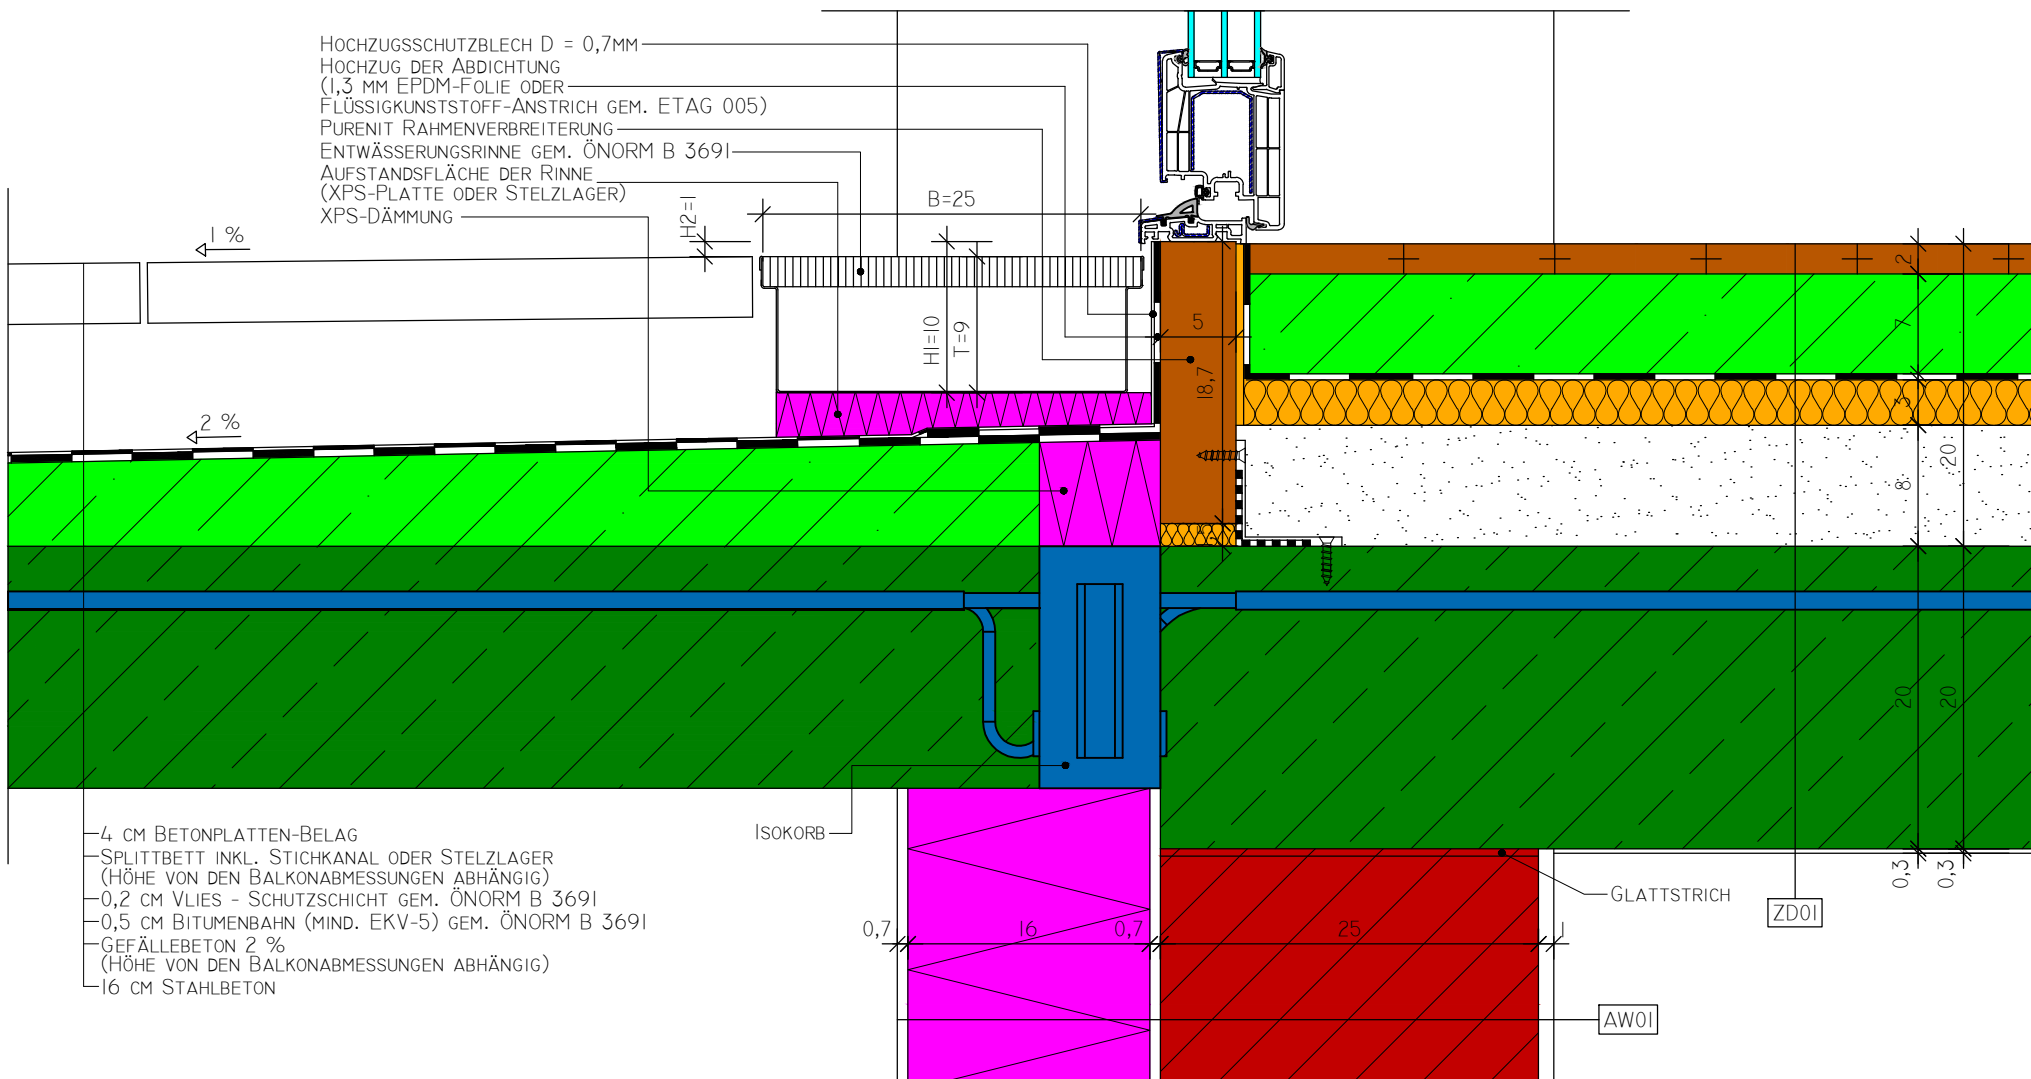 HOCHZUGSSCHUTZBLECH D = 0,7MM
HOCHZUG DER ABDICHTUNG
(1,3 MM EPDM-FOLIE ODER
FLÜSSIGKUNSTSTOFF-ANSTRICH GEM. ETAG 005)
PURENIT RAHMENVERBREITERUNG
ENTWÄSSERUNGSRINNE GEM. ÖNORM B 3691
AUFSTANDSFLÄCHE DER RINNE
(XPS-PLATTE ODER STELZLAGER)
XPS-DÄMMUNG
H2=1
B=25
1 %
2 %
H1=10
T=9
5
18,7
2
7
3
8
20
20
20
0,3
0,3
4 CM BETONPLATTEN-BELAG
SPLITTBETT INKL. STICHKANAL ODER STELZLAGER
(HÖHE VON DEN BALKONABMESSUNGEN ABHÄNGIG)
0,2 CM VLIES - SCHUTZSCHICHT GEM. ÖNORM B 3691
0,5 CM BITUMENBAHN (MIND. EKV-5) GEM. ÖNORM B 3691
GEFÄLLEBETON 2 %
(HÖHE VON DEN BALKONABMESSUNGEN ABHÄNGIG)
16 CM STAHLBETON
ISOKORB
GLATTSTRICH
ZD01
0,7
16
0,7
25
1
AW01